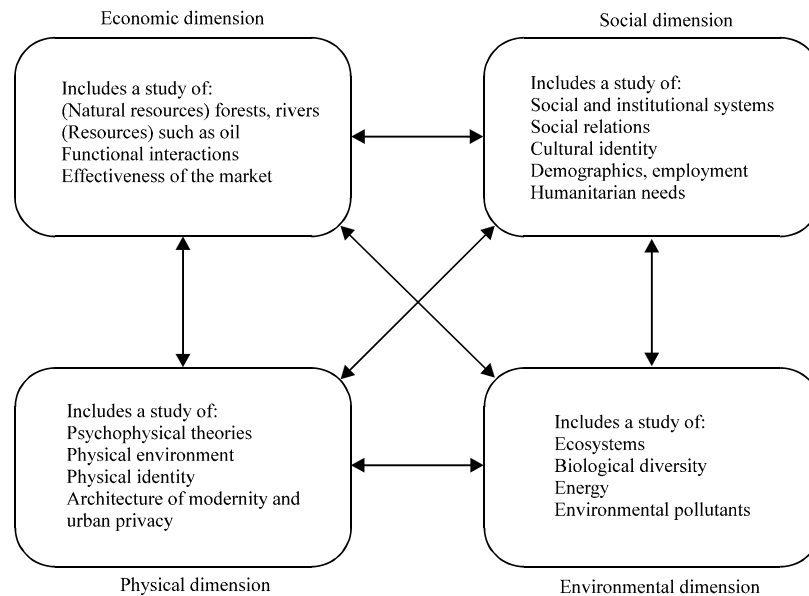 Economic dimension
Includes a study of:
(Natural resources) forests, rivers
(Resources) such as oil
Functional interactions
Effectiveness of the market
Social dimension
Includes a study of:
Social and institutional systems
Social relations
Cultural identity
Demographics, employment
Humanitarian needs
Includes a study of:
Psychophysical theories
Physical environment
Physical identity
Architecture of modernity and
urban privacy
Physical dimension
Includes a study of:
Ecosystems
Biological diversity
Energy
Environmental pollutants
Environmental dimension